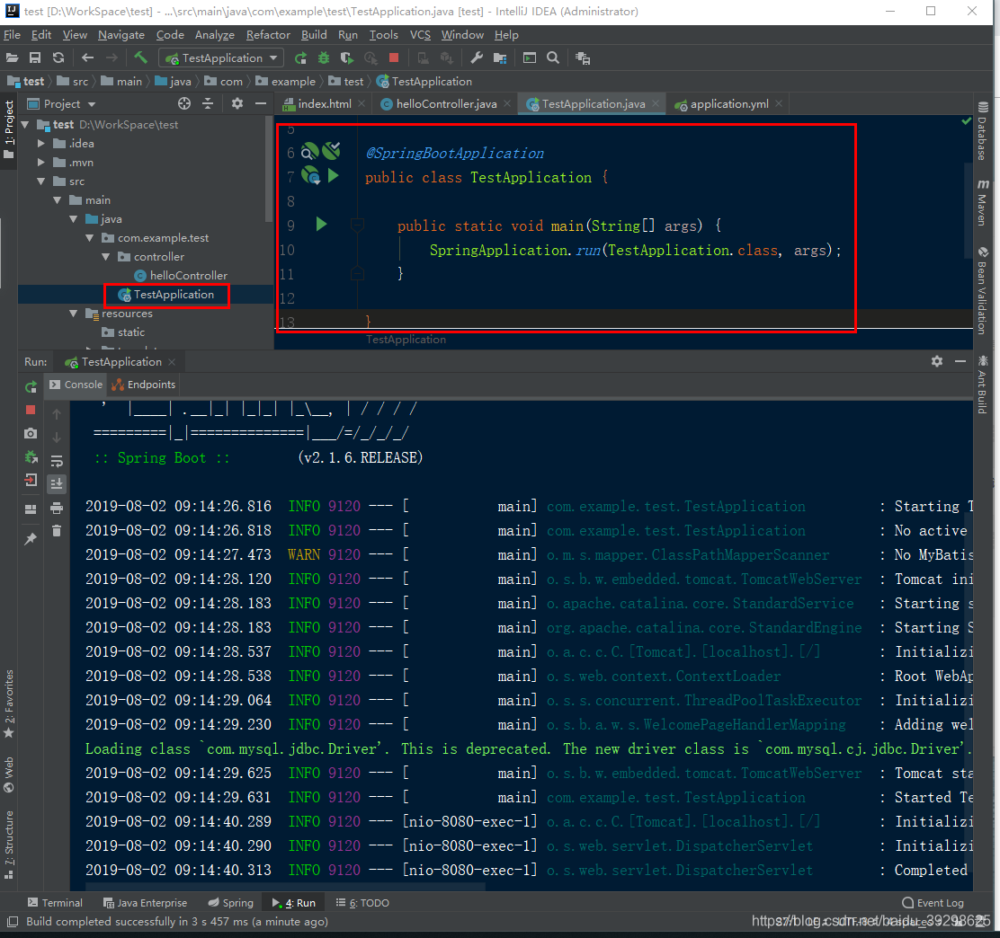 test [D:\WorkSpace\test] - ...\src\main\java\com\example\test\TestApplication.java [test] - IntelliJ IDEA (Administrator)
File Edit View Navigate Code Analyze Refactor Build Run Tools VCS Window Help
TestApplication
test src main java com example test TestApplication
1: Project
Project
index.html helloController.java TestApplication.java application.yml
test D:\WorkSpace\test
.idea
.mvn
src
main
java
com.example.test
controller
helloController
TestApplication
resources
static
5
6 @SpringBootApplication
7 public class TestApplication {
8
9 public static void main(String[] args) {
10 SpringApplication.run(TestApplication.class, args);
11 }
12
13 }
TestApplication
Database
Maven
Bean Validation
Ant Build
Run: TestApplication
Console Endpoints
' |____| .__|_| |_|_| |_\__, | / / / /
=========|_|==============|___/=/_/_/_/
:: Spring Boot :: (v2.1.6.RELEASE)
2019-08-02 09:14:26.816 INFO 9120 --- [ main] com.example.test.TestApplication : Starting T
2019-08-02 09:14:26.818 INFO 9120 --- [ main] com.example.test.TestApplication : No active
2019-08-02 09:14:27.473 WARN 9120 --- [ main] o.m.s.mapper.ClassPathMapperScanner : No MyBatis
2019-08-02 09:14:28.120 INFO 9120 --- [ main] o.s.b.w.embedded.tomcat.TomcatWebServer : Tomcat ini
2019-08-02 09:14:28.183 INFO 9120 --- [ main] o.apache.catalina.core.StandardService : Starting s
2019-08-02 09:14:28.183 INFO 9120 --- [ main] org.apache.catalina.core.StandardEngine : Starting S
2019-08-02 09:14:28.537 INFO 9120 --- [ main] o.a.c.c.C.[Tomcat].[localhost].[/] : Initializi
2019-08-02 09:14:28.538 INFO 9120 --- [ main] o.s.web.context.ContextLoader : Root WebAp
2019-08-02 09:14:29.064 INFO 9120 --- [ main] o.s.s.concurrent.ThreadPoolTaskExecutor : Initializi
2019-08-02 09:14:29.230 INFO 9120 --- [ main] o.s.b.a.w.s.WelcomePageHandlerMapping : Adding wel
Loading class `com.mysql.jdbc.Driver'. This is deprecated. The new driver class is `com.mysql.cj.jdbc.Driver'.
2019-08-02 09:14:29.625 INFO 9120 --- [ main] o.s.b.w.embedded.tomcat.TomcatWebServer : Tomcat sta
2019-08-02 09:14:29.631 INFO 9120 --- [ main] com.example.test.TestApplication : Started Te
2019-08-02 09:14:40.289 INFO 9120 --- [nio-8080-exec-1] o.a.c.c.C.[Tomcat].[localhost].[/] : Initializi
2019-08-02 09:14:40.290 INFO 9120 --- [nio-8080-exec-1] o.s.web.servlet.DispatcherServlet : Initializi
2019-08-02 09:14:40.313 INFO 9120 --- [nio-8080-exec-1] o.s.web.servlet.DispatcherServlet : Completed
2: Favorites
Web
7: Structure
Terminal Java Enterprise Spring 4: Run 6: TODO Event Log
Build completed successfully in 3 s 457 ms (a minute ago)
https://blog.csdn.net/baidu_39298625